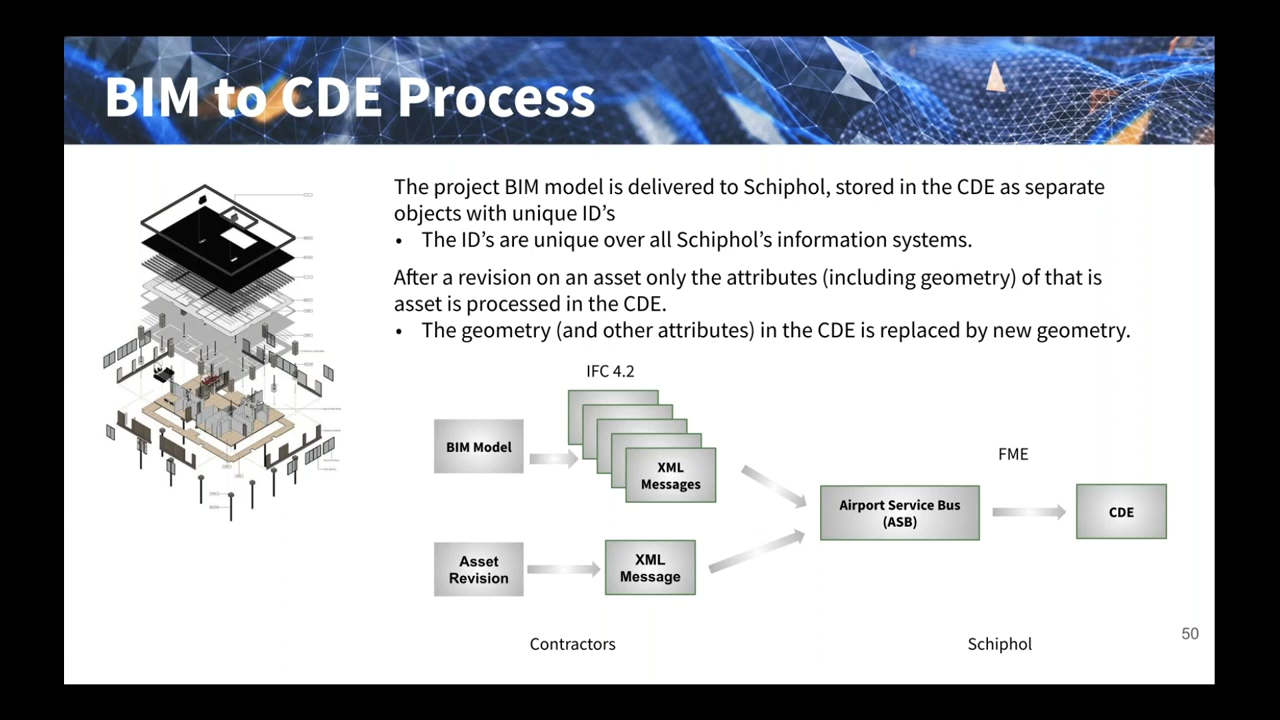 BIM to CDE Process
The project BIM model is delivered to Schiphol, stored in the CDE as separate
objects with unique ID’s
• The ID’s are unique over all Schiphol’s information systems.
After a revision on an asset only the attributes (including geometry) of that is
asset is processed in the CDE.
• The geometry (and other attributes) in the CDE is replaced by new geometry.
IFC 4.2
BIM Model
XML
Messages
FME
Airport Service Bus
(ASB)
CDE
Asset
Revision
XML
Message
Contractors
Schiphol
50